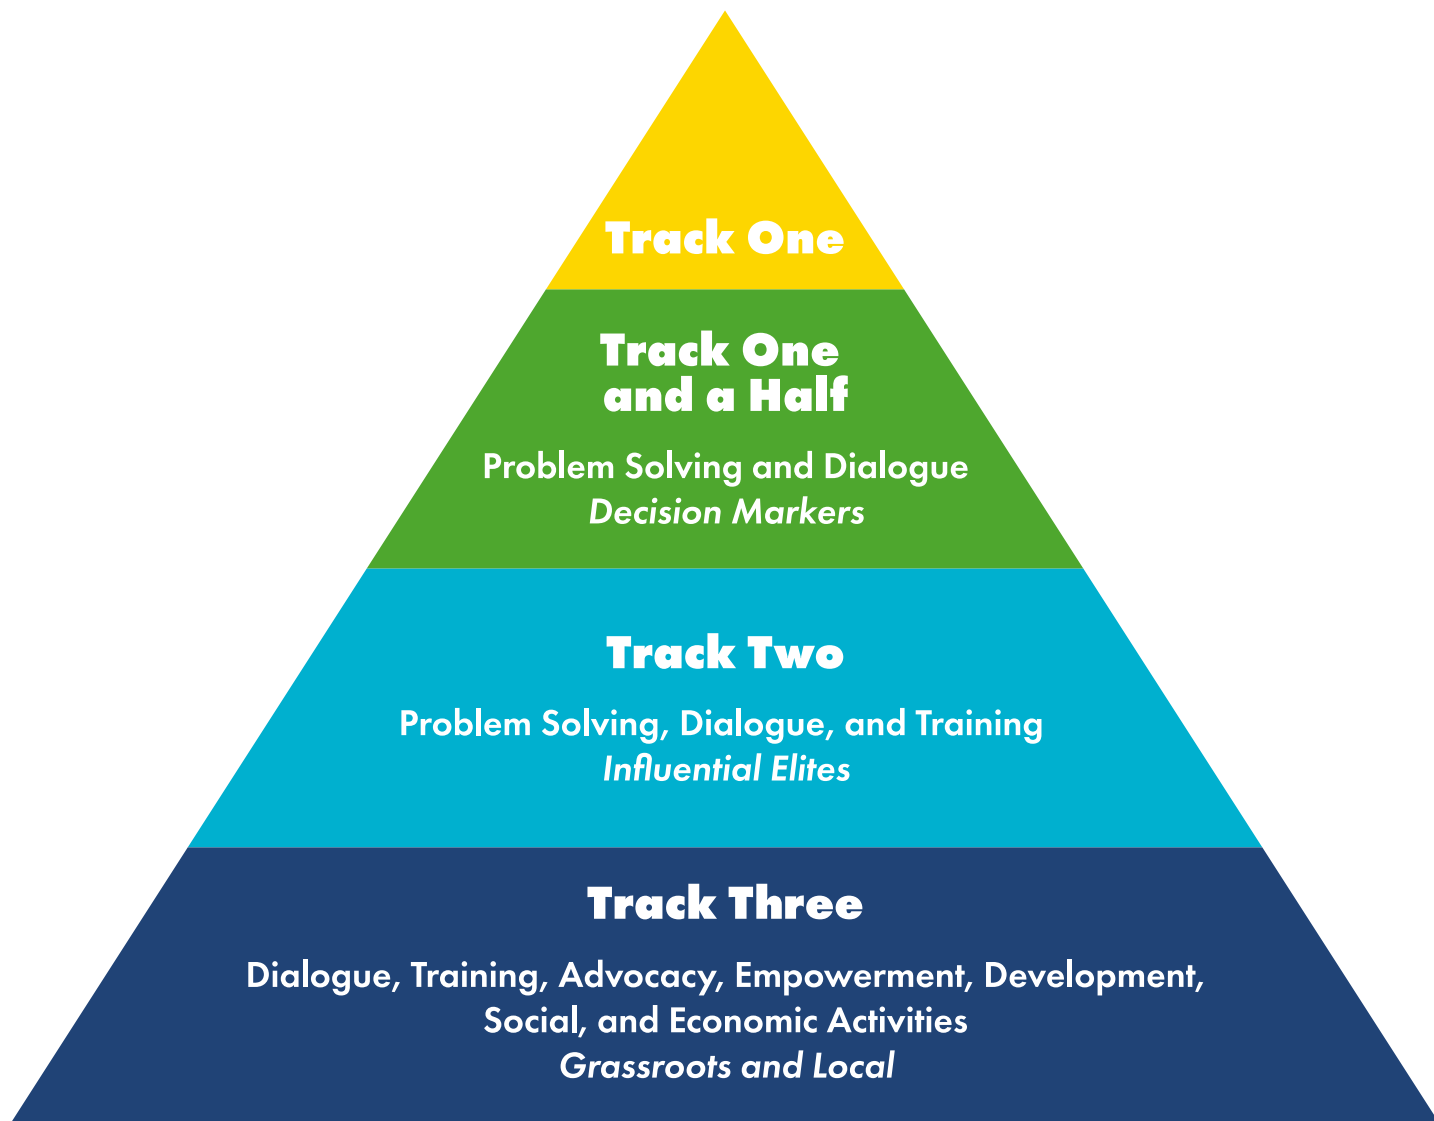 Track One
Track One
and a Half
Problem Solving and Dialogue
Decision Markers
Track Two
Problem Solving, Dialogue, and Training
Influential Elites
Track Three
Dialogue, Training, Advocacy, Empowerment, Development,
Social, and Economic Activities
Grassroots and Local